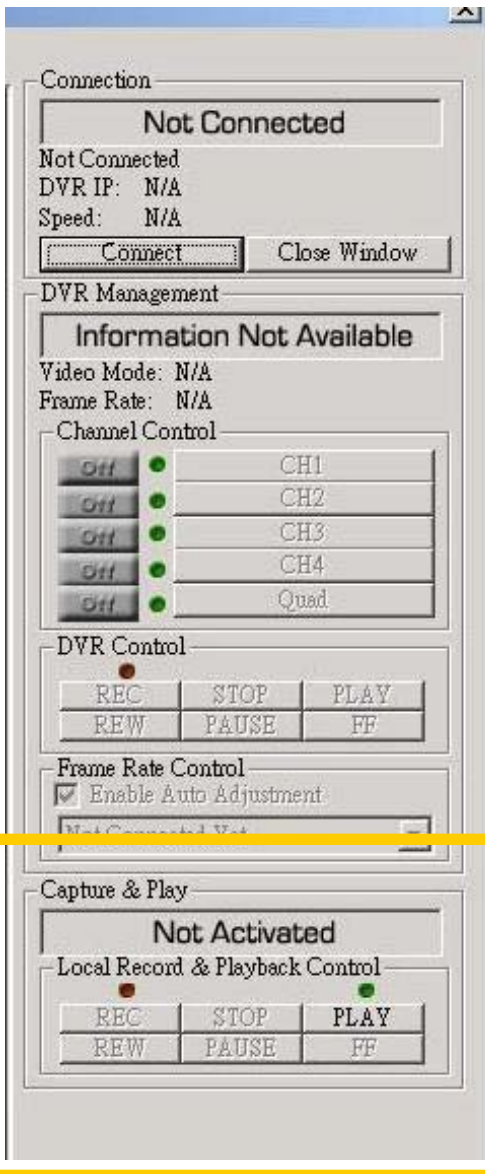 Connection
Not Connected
Not Connected
DVR IP: N/A
Speed: N/A
Connect Close Window
DVR Management
Information Not Available
Video Mode: N/A
Frame Rate: N/A
Channel Control
Off CH1
Off CH2
Off CH3
Off CH4
Off Quad
DVR Control
REC STOP PLAY
REW PAUSE FF
Frame Rate Control
Enable Auto Adjustment
Not Connected Yet
Capture & Play
Not Activated
Local Record & Playback Control
REC STOP PLAY
REW PAUSE FF